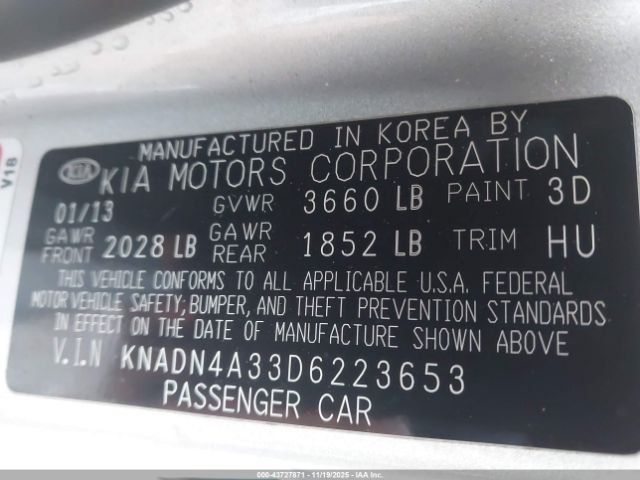 V18
MANUFACTURED IN KOREA BY
KIA KIA MOTORS CORPORATION
01/13 GVWR 3660 LB PAINT 3D
GAWR FRONT 2028 LB GAWR REAR 1852 LB TRIM HU
THIS VEHICLE CONFORMS TO ALL APPLICABLE U.S.A. FEDERAL
MOTOR VEHICLE SAFETY, BUMPER, AND THEFT PREVENTION STANDARDS
IN EFFECT ON THE DATE OF MANUFACTURE SHOWN ABOVE
V.I.N KNADN4A33D6223653
PASSENGER CAR
000-43727871 - 11/19/2025 - IAA, Inc.